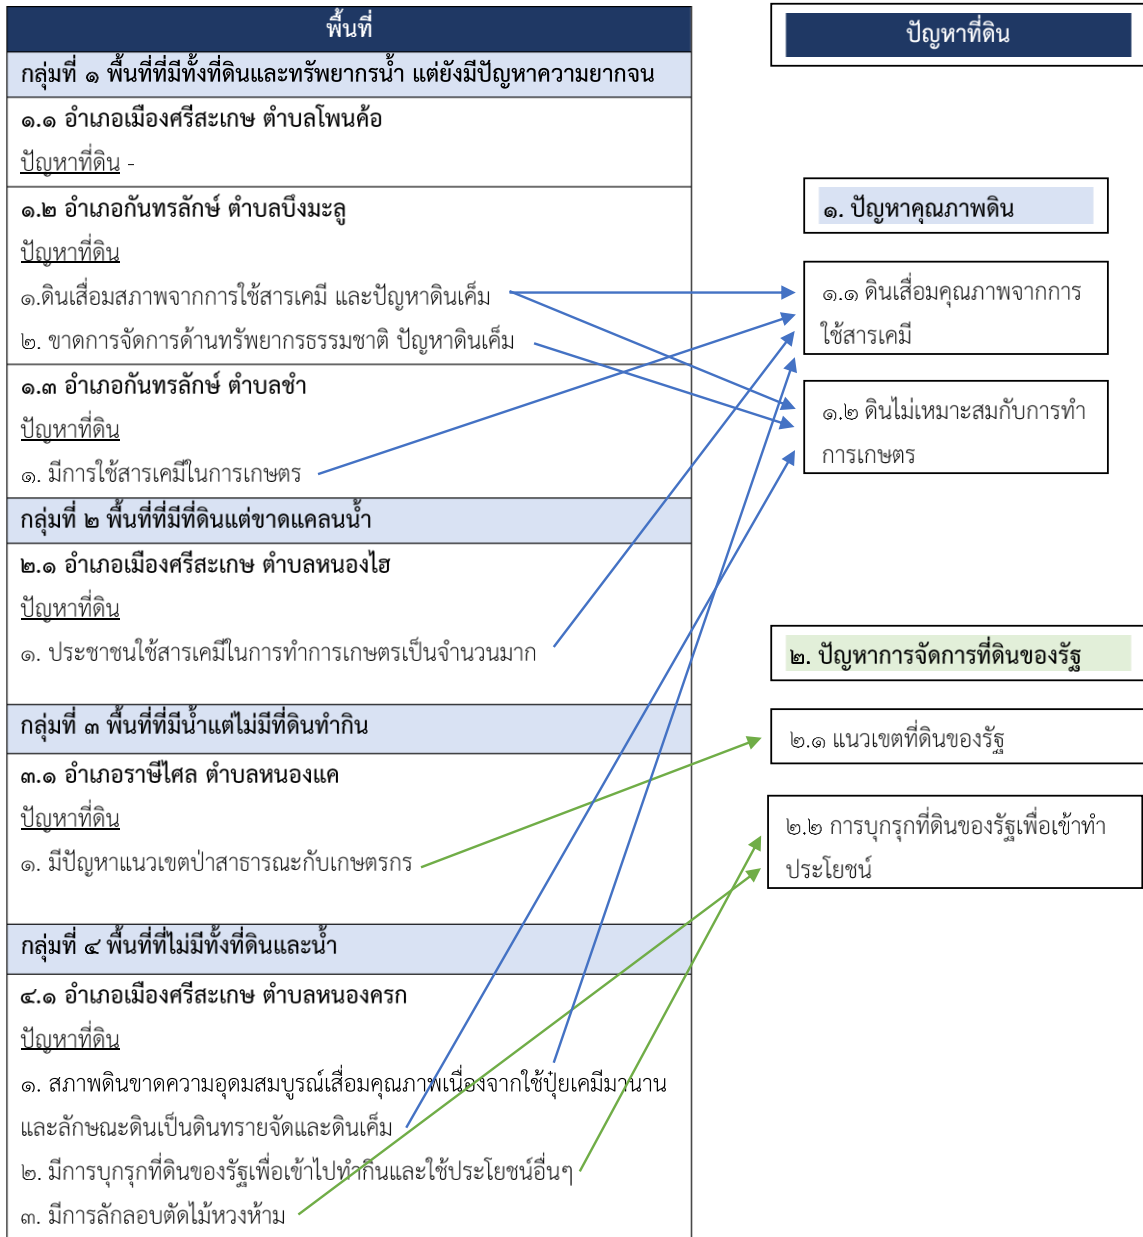 พื้นที่
กลุ่มที่ ๑ พื้นที่ที่มีทั้งที่ดินและทรัพยากรน้ำ แต่ยังมีปัญหาความยากจน
๑.๑ อำเภอเมืองศรีสะเกษ ตำบลโพนค้อ
ปัญหาที่ดิน -
๑.๒ อำเภอกันทรลักษ์ ตำบลบึงมะลู
ปัญหาที่ดิน
๑.ดินเสื่อมสภาพจากการใช้สารเคมี และปัญหาดินเค็ม
๒. ขาดการจัดการด้านทรัพยากรธรรมชาติ ปัญหาดินเค็ม
๑.๓ อำเภอกันทรลักษ์ ตำบลชำ
ปัญหาที่ดิน
๑. มีการใช้สารเคมีในการเกษตร
กลุ่มที่ ๒ พื้นที่ที่มีที่ดินแต่ขาดแคลนน้ำ
๒.๑ อำเภอเมืองศรีสะเกษ ตำบลหนองไฮ
ปัญหาที่ดิน
๑. ประชาชนใช้สารเคมีในการทำการเกษตรเป็นจำนวนมาก
กลุ่มที่ ๓ พื้นที่ที่มีน้ำแต่ไม่มีที่ดินทำกิน
๓.๑ อำเภอราษีไศล ตำบลหนองแค
ปัญหาที่ดิน
๑. มีปัญหาแนวเขตป่าสาธารณะกับเกษตรกร
กลุ่มที่ ๔ พื้นที่ที่ไม่มีทั้งที่ดินและน้ำ
๔.๑ อำเภอเมืองศรีสะเกษ ตำบลหนองครก
ปัญหาที่ดิน
๑. สภาพดินขาดความอุดมสมบูรณ์เสื่อมคุณภาพเนื่องจากใช้ปุ๋ยเคมีมานาน
และลักษณะดินเป็นดินทรายจัดและดินเค็ม
๒. มีการบุกรุกที่ดินของรัฐเพื่อเข้าไปทำกินและใช้ประโยชน์อื่นๆ
๓. มีการลักลอบตัดไม้หวงห้าม
ปัญหาที่ดิน
๑. ปัญหาคุณภาพดิน
๑.๑ ดินเสื่อมคุณภาพจากการ
ใช้สารเคมี
๑.๒ ดินไม่เหมาะสมกับการทำ
การเกษตร
๒. ปัญหาการจัดการที่ดินของรัฐ
๒.๑ แนวเขตที่ดินของรัฐ
๒.๒ การบุกรุกที่ดินของรัฐเพื่อเข้าทำ
ประโยชน์